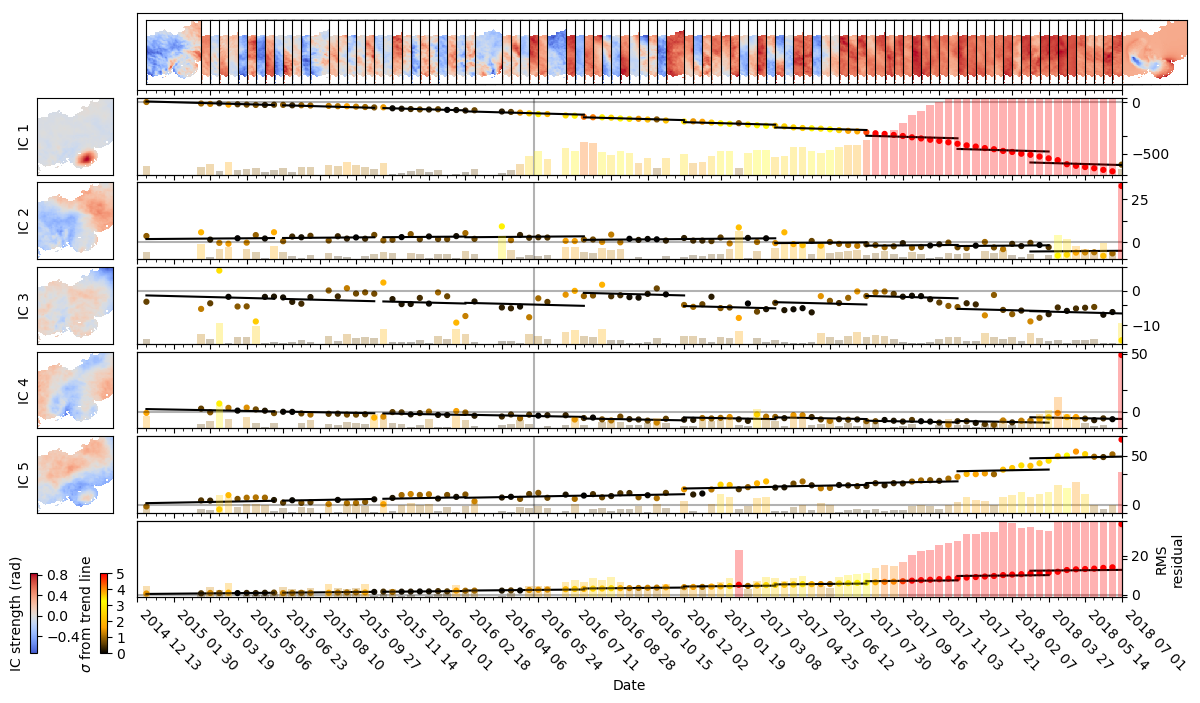 IC 1
0
−500
IC 2
25
0
IC 3
0
−10
IC 4
50
0
IC 5
50
0
RMS
residual
20
0
IC strength (rad)
0.8
0.4
0.0
−0.4
σ from trend line
5
4
3
2
1
0
2014 12 13
2015 01 30
2015 03 19
2015 05 06
2015 06 23
2015 08 10
2015 09 27
2015 11 14
2016 01 01
2016 02 18
2016 04 06
2016 05 24
2016 07 11
2016 08 28
2016 10 15
2016 12 02
2017 01 19
2017 03 08
2017 04 25
2017 06 12
2017 07 30
2017 09 16
2017 11 03
2017 12 21
2018 02 07
2018 03 27
2018 05 14
2018 07 01
Date